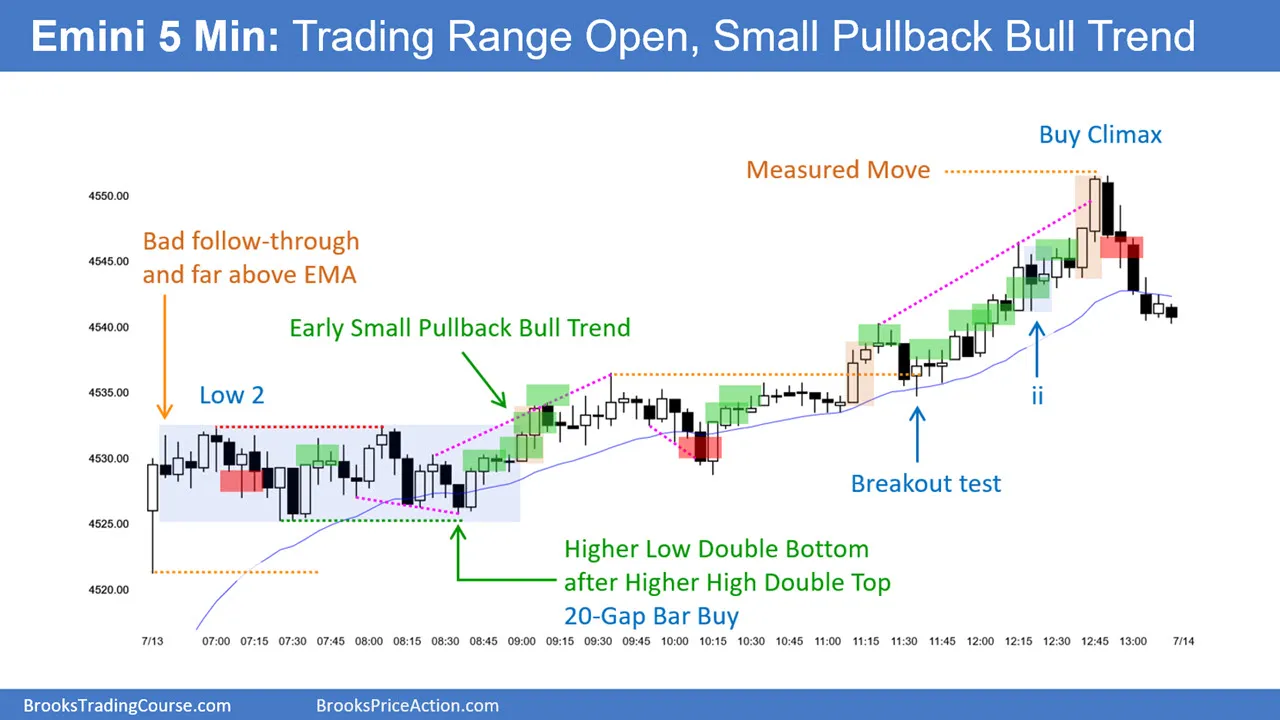 Emini 5 Min: Trading Range Open, Small Pullback Bull Trend
Buy Climax
Measured Move
4550.00
Bad follow-through
and far above EMA
4545.00
Early Small Pullback Bull Trend
4540.00
Low 2
4535.00
ii
4530.00
Breakout test
4525.00
Higher Low Double Bottom
after Higher High Double Top
20-Gap Bar Buy
4520.00
7/13 07:00 07:15 07:30 07:45 08:00 08:15 08:30 08:45 09:00 09:15 09:30 09:45 10:00 10:15 10:30 10:45 11:00 11:15 11:30 11:45 12:00 12:15 12:30 12:45 13:00 7/14
BrooksTradingCourse.com BrooksPriceAction.com